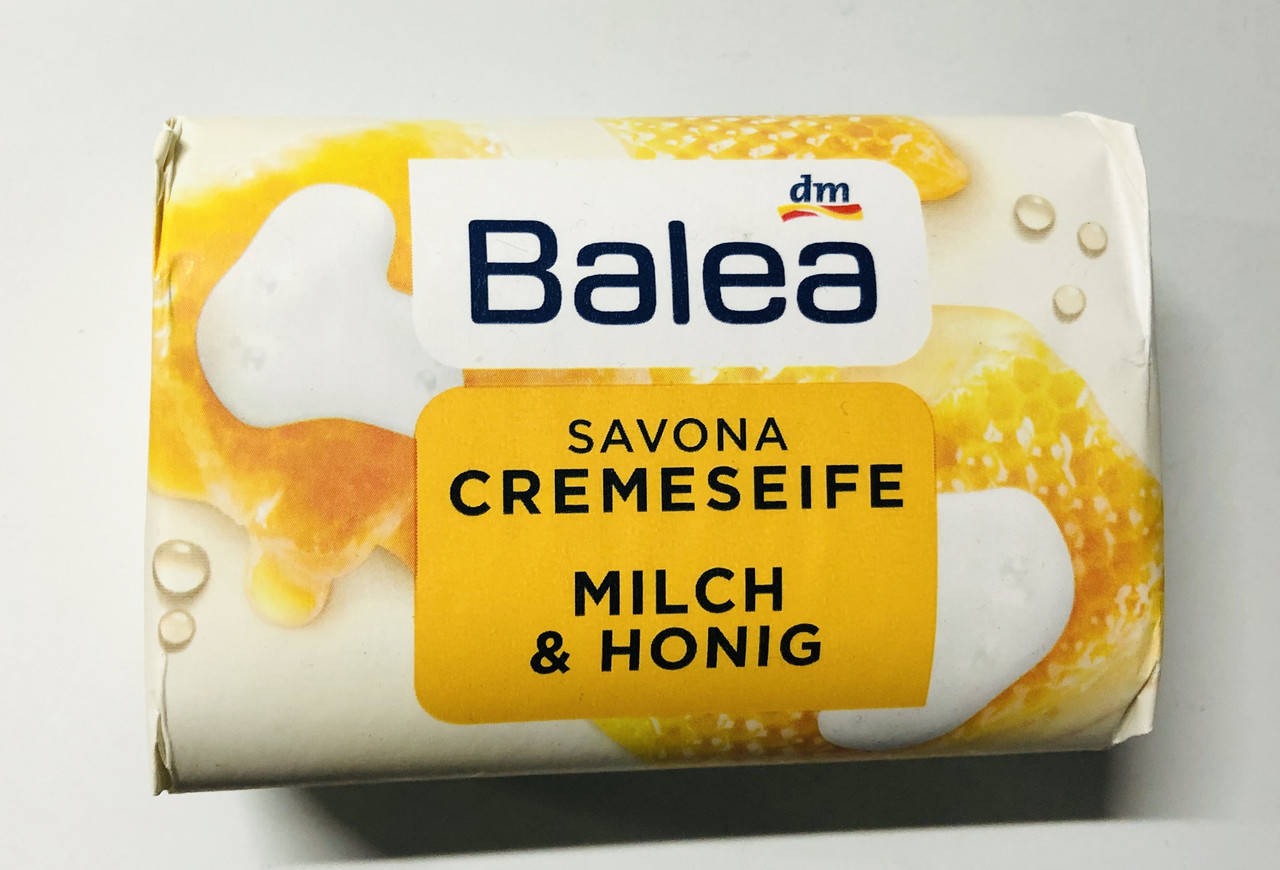 dm
Balea
SAVONA
CREMESEIFE
MILCH
& HONIG